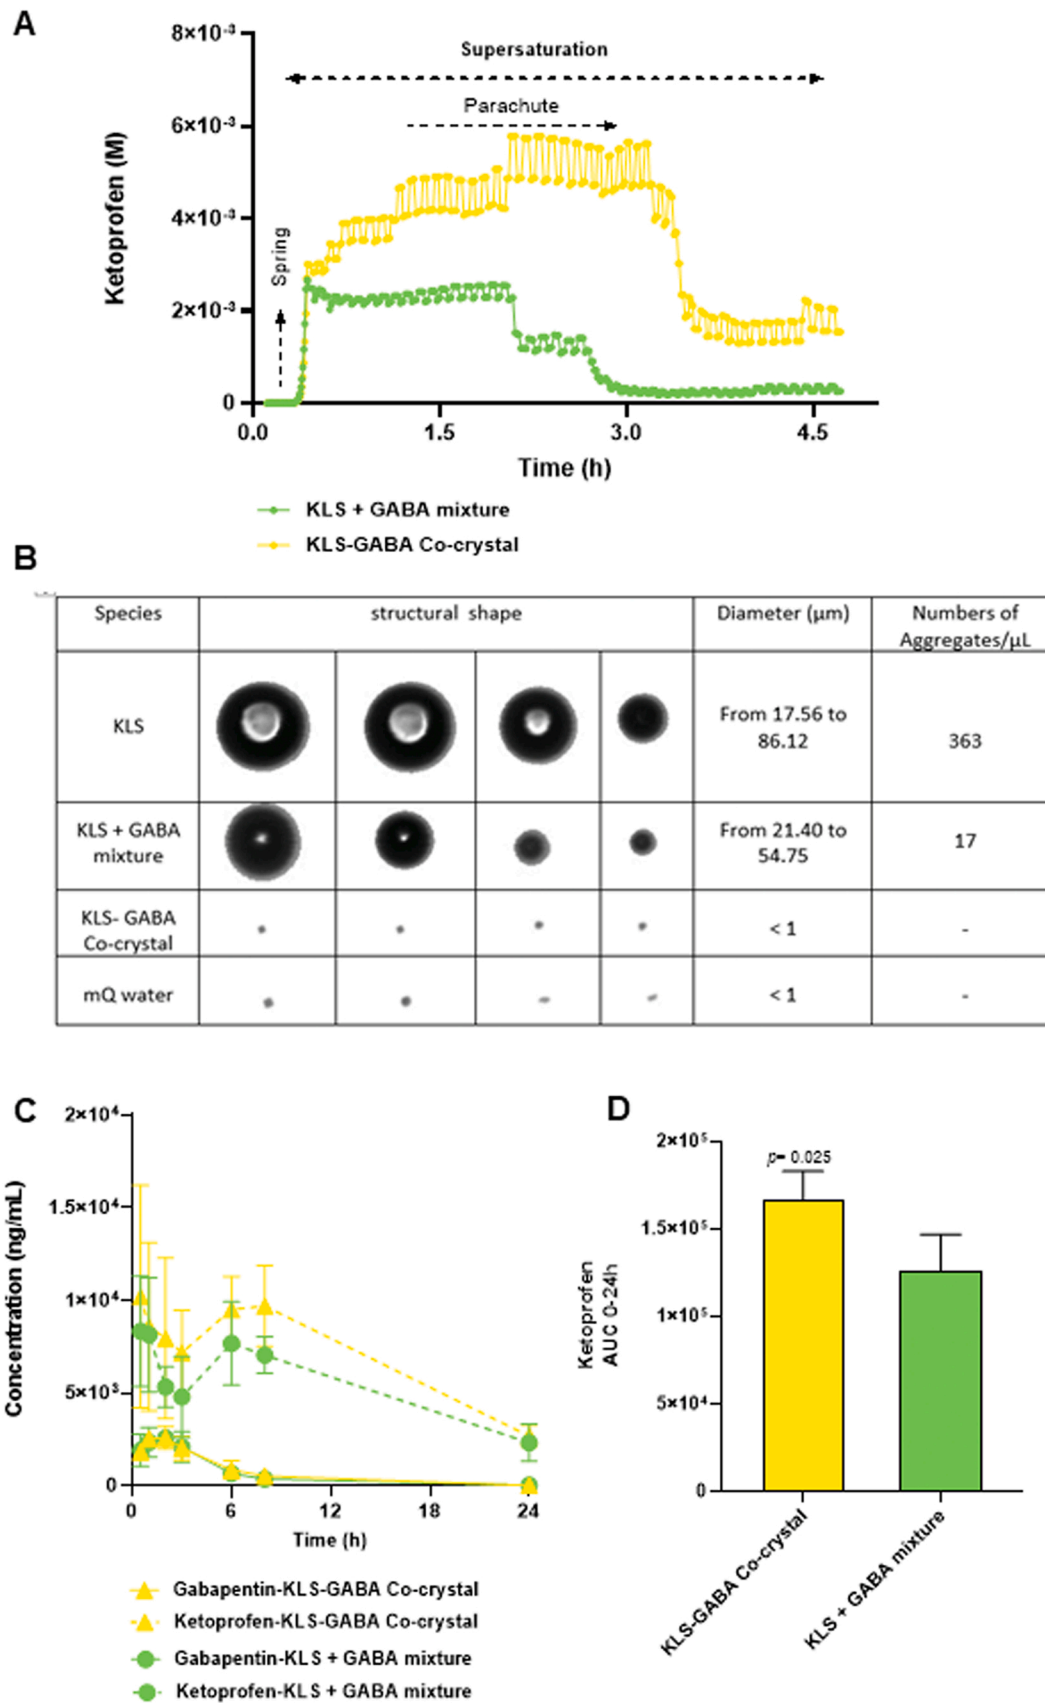 A
8×10⁻³
Supersaturation
Parachute
6×10⁻³
4×10⁻³
2×10⁻³
0
Ketoprofen (M)
Spring
0.0 1.5 3.0 4.5
Time (h)
KLS + GABA mixture
KLS-GABA Co-crystal
B
Species structural shape Diameter (µm) Numbers of
Aggregates/µL
KLS From 17.56 to
86.12 363
KLS + GABA
mixture From 21.40 to
54.75 17
KLS- GABA
Co-crystal < 1 -
mQ water < 1 -
C
2×10⁴
1.5×10⁴
1×10⁴
5×10³
0
Concentration (ng/mL)
0 6 12 18 24
Time (h)
Gabapentin-KLS-GABA Co-crystal
Ketoprofen-KLS-GABA Co-crystal
Gabapentin-KLS + GABA mixture
Ketoprofen-KLS + GABA mixture
D
2×10⁵
p= 0.025
1.5×10⁵
1×10⁵
5×10⁴
0
Ketoprofen
AUC 0-24h
KLS-GABA Co-crystal
KLS + GABA mixture